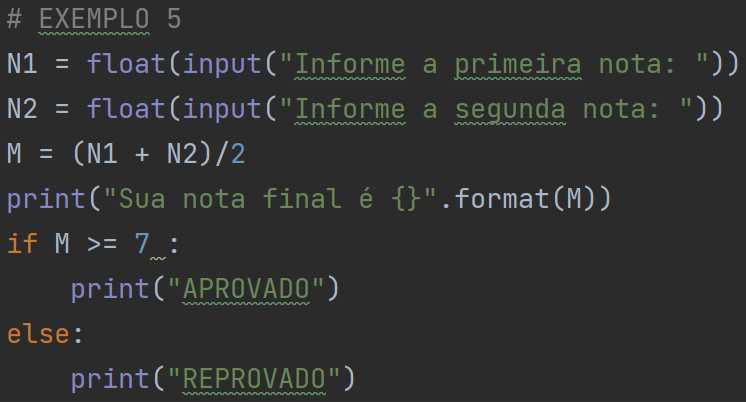 # EXEMPLO 5
N1 = float(input("Informe a primeira nota: "))
N2 = float(input("Informe a segunda nota: "))
M = (N1 + N2)/2
print("Sua nota final é {}".format(M))
if M >= 7 :
    print("APROVADO")
else:
    print("REPROVADO")